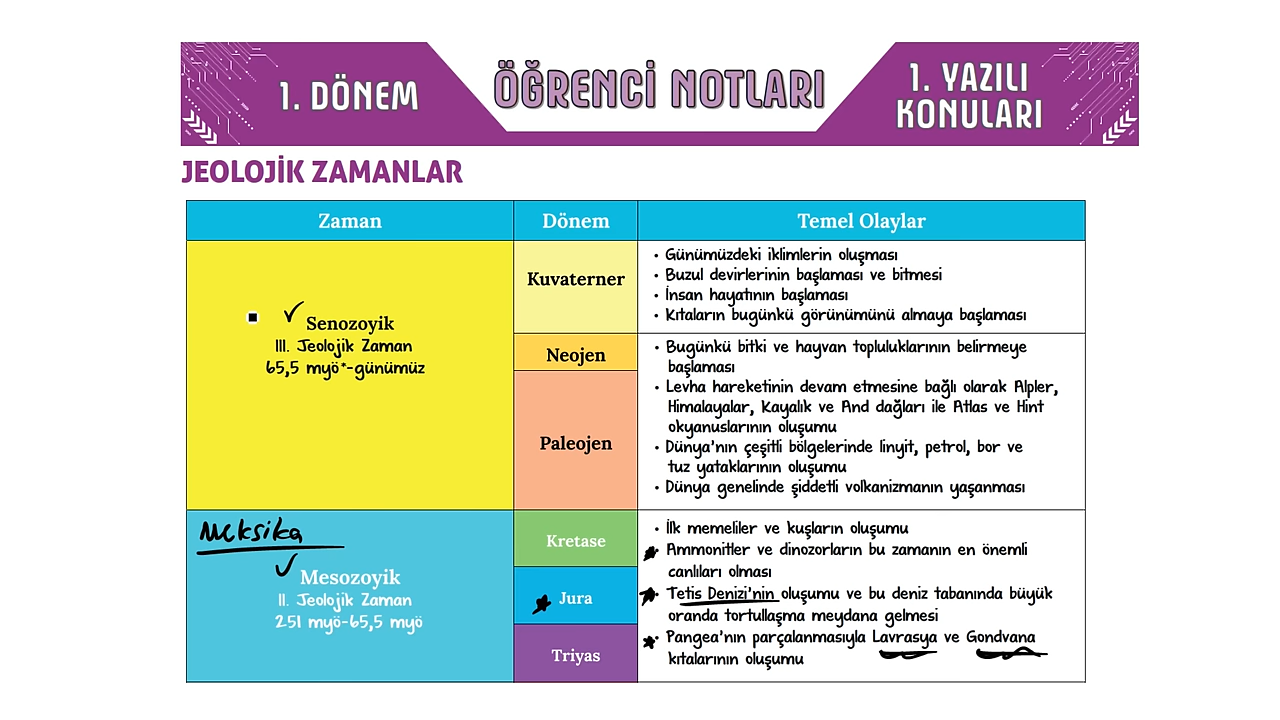 1. DÖNEM
ÖĞRENCİ NOTLARI
1. YAZILI
KONULARI
JEOLOJİK ZAMANLAR
Zaman
Dönem
Temel Olaylar
Senozoyik
III. Jeolojik Zaman
65,5 myö*-günümüz
Kuvaterner
• Günümüzdeki iklimlerin oluşması
• Buzul devirlerinin başlaması ve bitmesi
• İnsan hayatının başlaması
• Kıtaların bugünkü görünümünü almaya başlaması
Neojen
Paleojen
• Bugünkü bitki ve hayvan topluluklarının belirmeye
başlaması
• Levha hareketinin devam etmesine bağlı olarak Alpler,
Himalayalar, Kayalık ve And dağları ile Atlas ve Hint
okyanuslarının oluşumu
• Dünya'nın çeşitli bölgelerinde linyit, petrol, bor ve
tuz yataklarının oluşumu
• Dünya genelinde şiddetli volkanizmanın yaşanması
Meksika
Mesozoyik
II. Jeolojik Zaman
251 myö-65,5 myö
Kretase
Jura
Triyas
• İlk memeliler ve kuşların oluşumu
• Ammonitler ve dinozorların bu zamanın en önemli
canlıları olması
• Tetis Denizi'nin oluşumu ve bu deniz tabanında büyük
oranda tortullaşma meydana gelmesi
• Pangea'nın parçalanmasıyla Lavrasya ve Gondvana
kıtalarının oluşumu